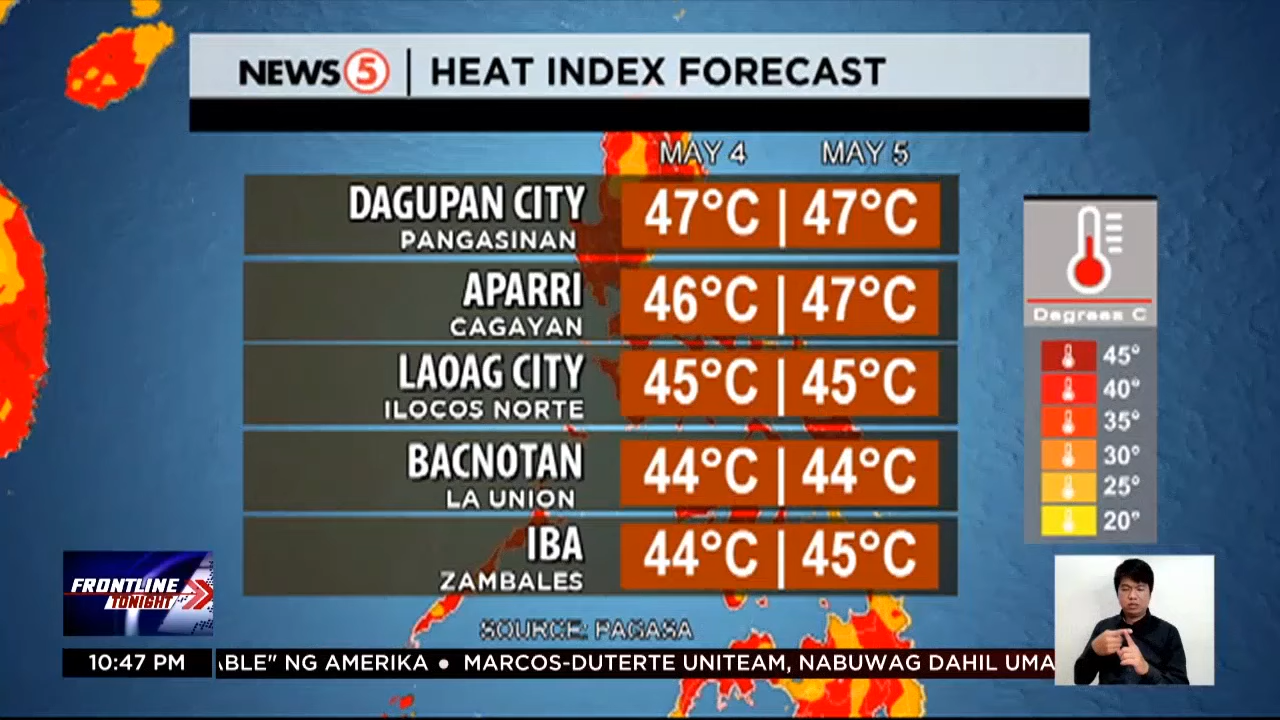 NEWS5 | HEAT INDEX FORECAST
MAY 4 MAY 5
DAGUPAN CITY 47°C | 47°C
PANGASINAN
APARRI 46°C | 47°C
CAGAYAN
LAOAG CITY 45°C | 45°C
ILOCOS NORTE
BACNOTAN 44°C | 44°C
LA UNION
IBA 44°C | 45°C
ZAMBALES
SOURCE: PAGASA
Degrees C
45°
40°
35°
30°
25°
20°
FRONTLINE
TONIGHT
10:47 PM ABLE" NG AMERIKA ● MARCOS-DUTERTE UNITEAM, NABUWAG DAHIL UMA